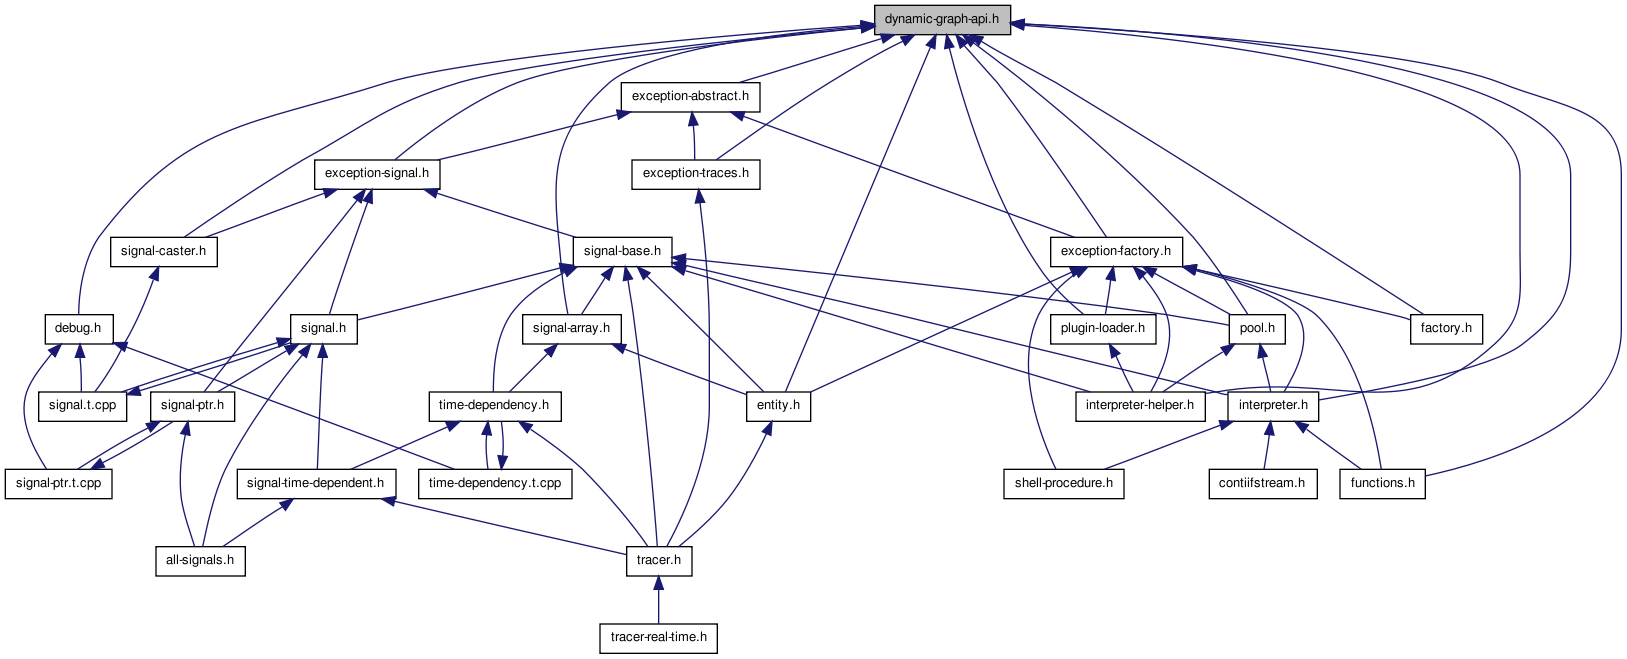 dynamic-graph-api.h
exception-abstract.h
exception-signal.h
exception-traces.h
signal-caster.h
signal-base.h
exception-factory.h
debug.h
signal.h
signal-array.h
plugin-loader.h
pool.h
factory.h
signal.t.cpp
signal-ptr.h
time-dependency.h
entity.h
interpreter-helper.h
interpreter.h
signal-ptr.t.cpp
signal-time-dependent.h
time-dependency.t.cpp
shell-procedure.h
contiifstream.h
functions.h
all-signals.h
tracer.h
tracer-real-time.h